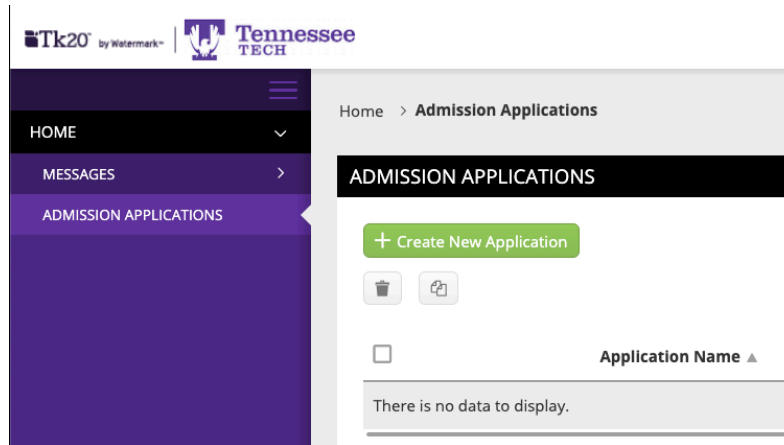 Tk20 by Watermark™ Tennessee
TECH
Home > Admission Applications
HOME
MESSAGES
ADMISSION APPLICATIONS
ADMISSION APPLICATIONS
+ Create New Application
Application Name
There is no data to display.